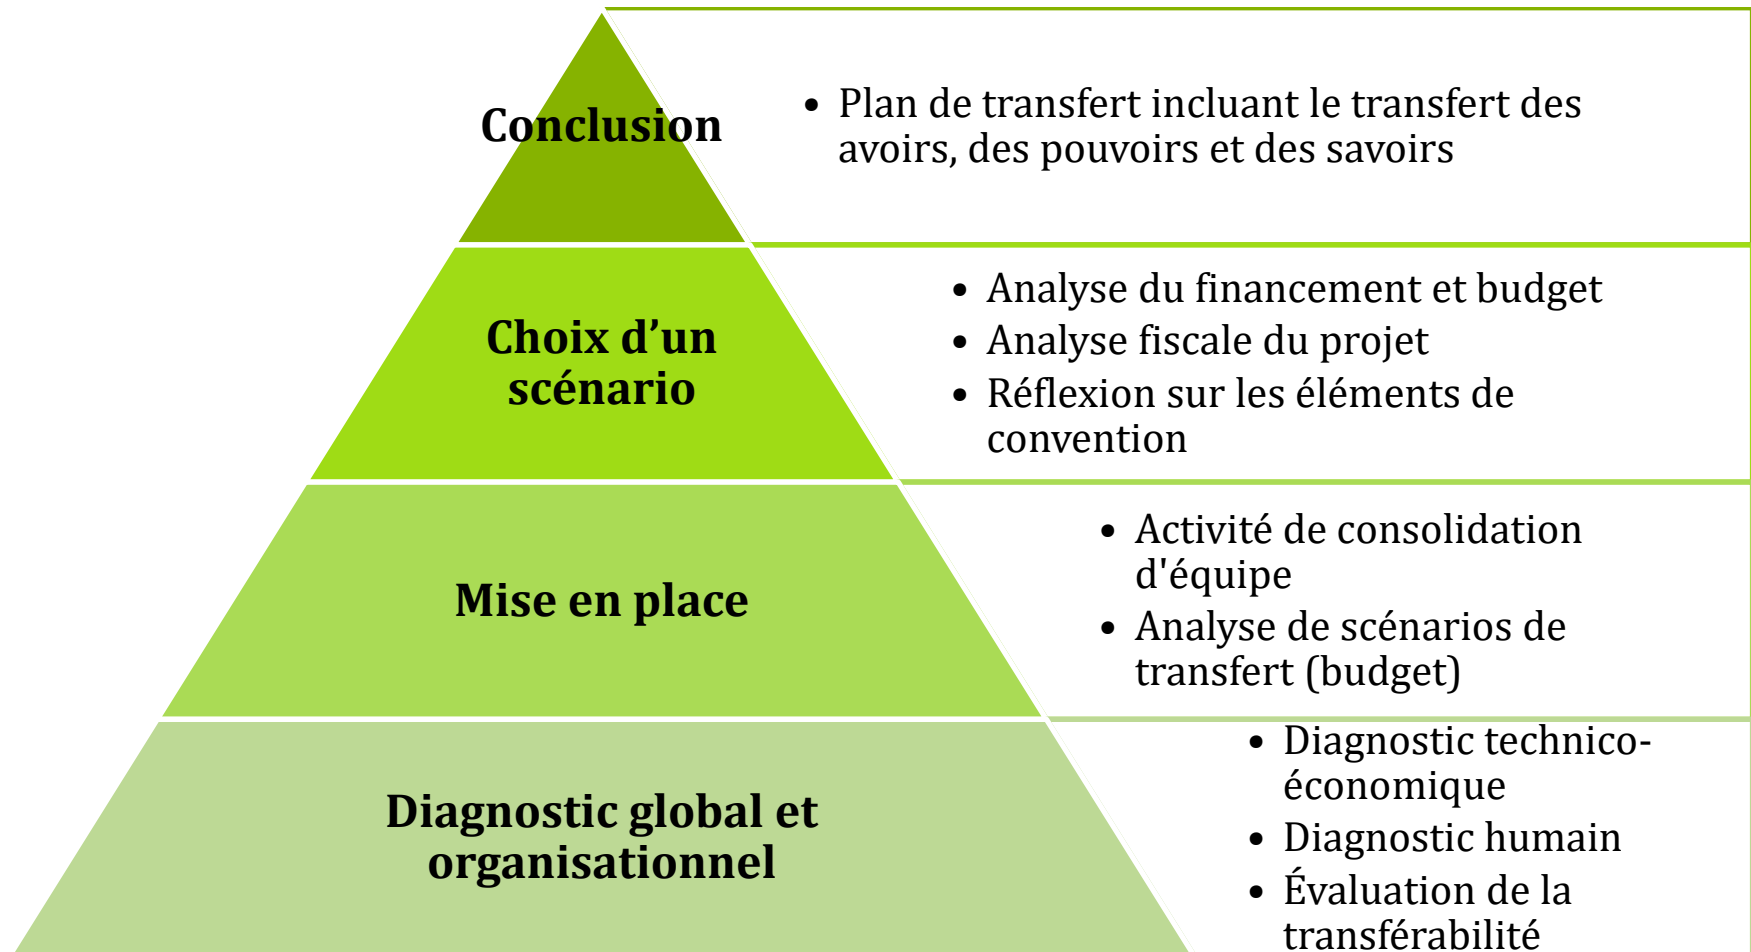 Conclusion
• Plan de transfert incluant le transfert des
avoirs, des pouvoirs et des savoirs
Choix d’un
scénario
• Analyse du financement et budget
• Analyse fiscale du projet
• Réflexion sur les éléments de
convention
Mise en place
• Activité de consolidation
d'équipe
• Analyse de scénarios de
transfert (budget)
Diagnostic global et
organisationnel
• Diagnostic technico-
économique
• Diagnostic humain
• Évaluation de la
transférabilité